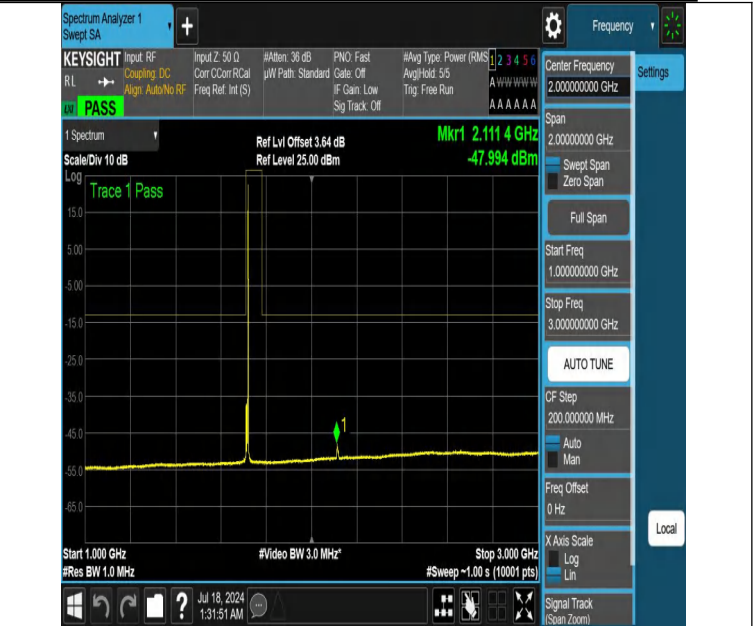 Spectrum Analyzer 1
Swept SA
+
Frequency
KEYSIGHT
RL
PASS
Input: RF
Coupling: DC
Align: Auto/No RF
Input Z: 50 Ω
Corr CCorr RCal
Freq Ref: Int (S)
#Atten: 36 dB
µW Path: Standard
PNO: Fast
Gate: Off
IF Gain: Low
Sig Track: Off
#Avg Type: Power (RMS
Avg|Hold: 5/5
Trig: Free Run
1 2 3 4 5 6
A W W W W W
A A A A A A
1 Spectrum
Scale/Div 10 dB
Ref Lvl Offset 3.64 dB
Ref Level 25.00 dBm
Mkr1 2.111 4 GHz
-47.994 dBm
Log
Trace 1 Pass
15.0
5.00
-5.00
-15.0
-25.0
-35.0
-45.0
-55.0
-65.0
1
Start 1.000 GHz
#Res BW 1.0 MHz
#Video BW 3.0 MHz*
Stop 3.000 GHz
#Sweep ~1.00 s (10001 pts)
Jul 18, 2024
1:31:51 AM
Center Frequency
2.000000000 GHz
Settings
Span
2.00000000 GHz
Swept Span
Zero Span
Full Span
Start Freq
1.000000000 GHz
Stop Freq
3.000000000 GHz
AUTO TUNE
CF Step
200.000000 MHz
Auto
Man
Freq Offset
0 Hz
X Axis Scale
Log
Lin
Local
Signal Track
(Span Zoom)